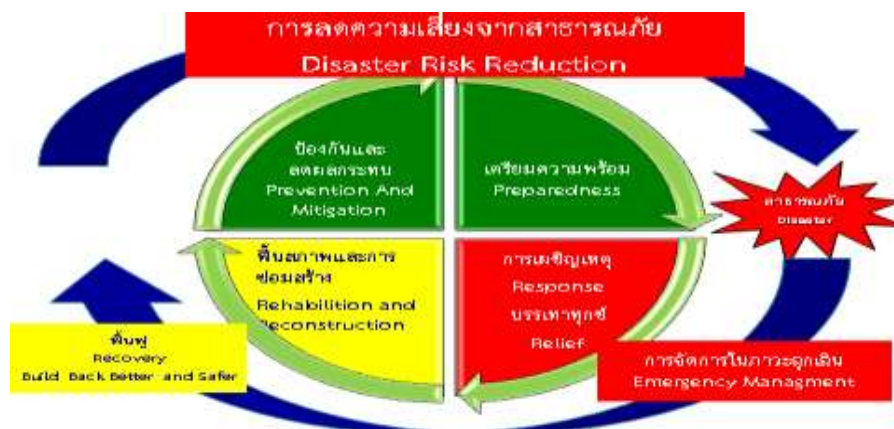 การลดความเสี่ยงจากสาธารณภัย
Disaster Risk Reduction
ป้องกันและ
ลดผลกระทบ
Prevention And
Mitigation
เตรียมความพร้อม
Preparedness
สาธารณภัย
Disaster
ฟื้นสภาพและการ
ซ่อมสร้าง
Rehabilition and
Reconstruction
การเผชิญเหตุ
Response
บรรเทาทุกข์
Relief
ฟื้นฟู
Recovery
Build Back Better and Safer
การจัดการในภาวะฉุกเฉิน
Emergency Managment